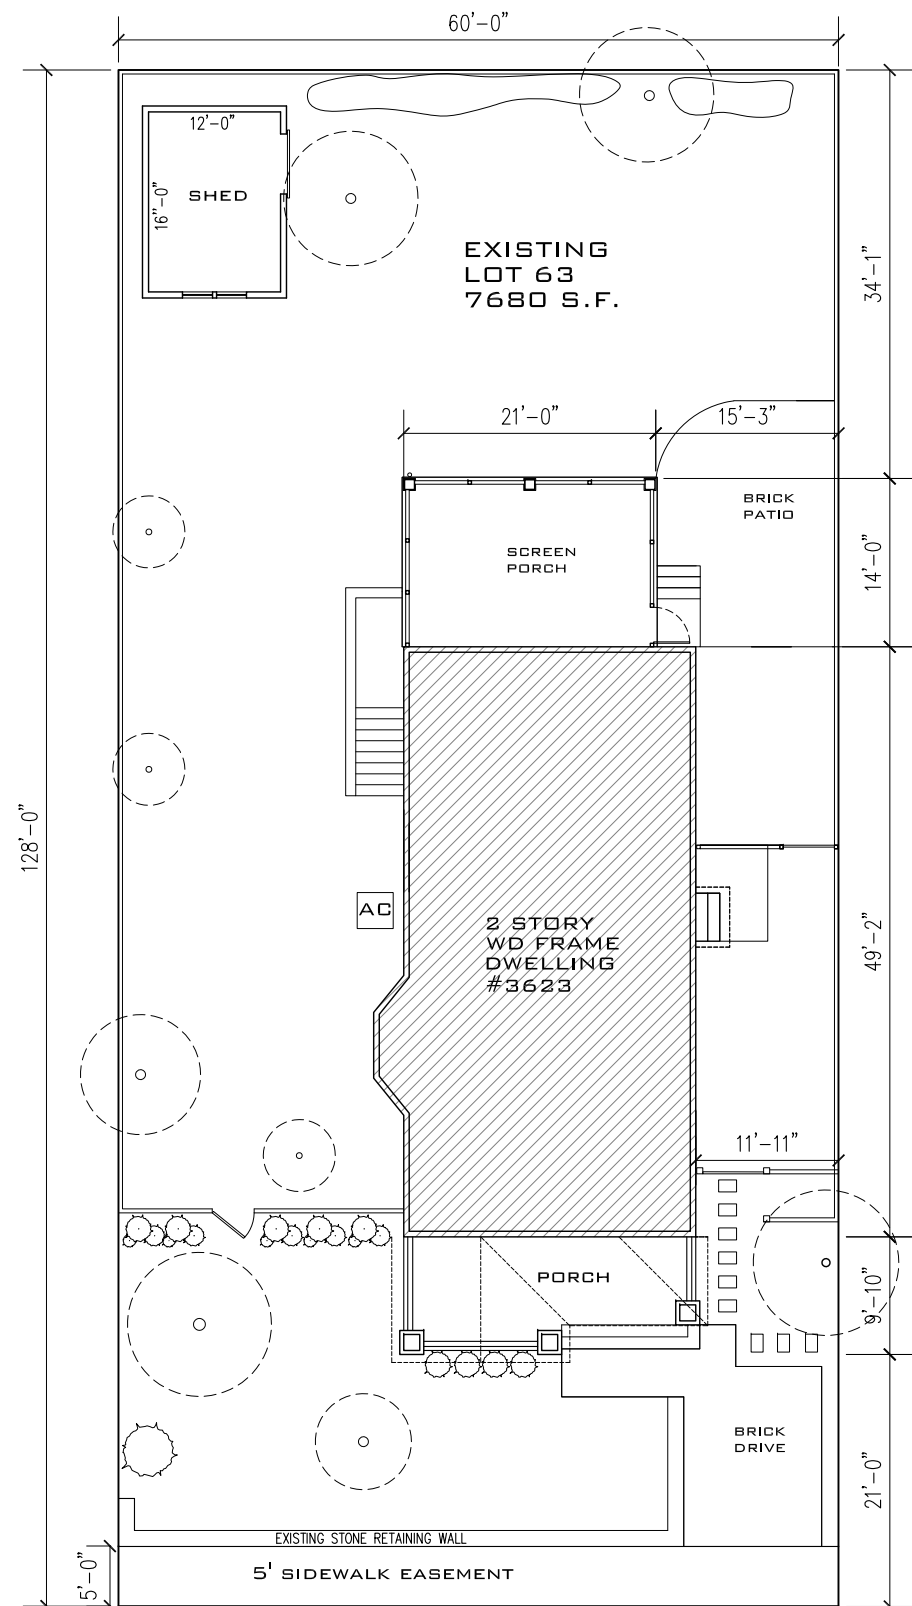 60'-0"
12'-0"
SHED
16"-0"
EXISTING
LOT 63
7680 S.F.
34'-1"
21'-0"
15'-3"
BRICK
PATIO
SCREEN
PORCH
14'-0"
128'-0"
AC
2 STORY
WD FRAME
DWELLING
#3623
49'-2"
11'-11"
PORCH
9'-10"
BRICK
DRIVE
21'-0"
EXISTING STONE RETAINING WALL
5'-0"
5' SIDEWALK EASEMENT